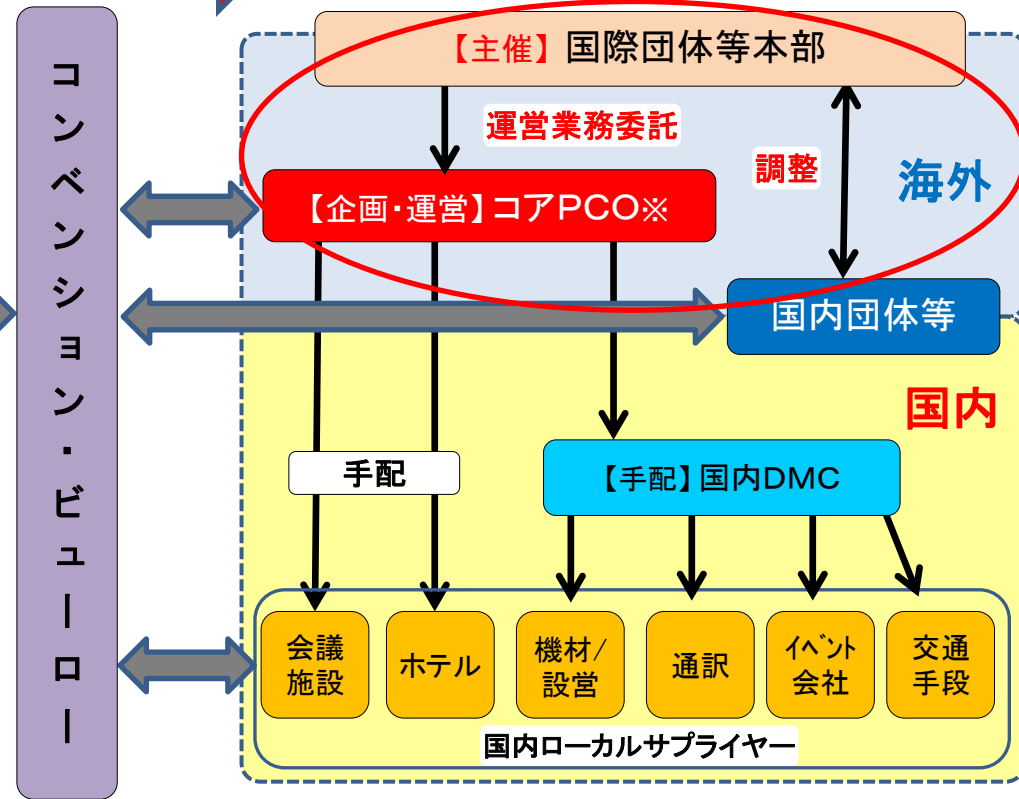 コンベンション・ビューロー
【主催】国際団体等本部
運営業務委託
調整
海外
【企画・運営】コアPCO※
国内団体等
国内
手配
【手配】国内DMC
会議
施設
ホテル
機材/
設営
通訳
ｲﾍﾞﾝﾄ
会社
交通
手段
国内ローカルサプライヤー